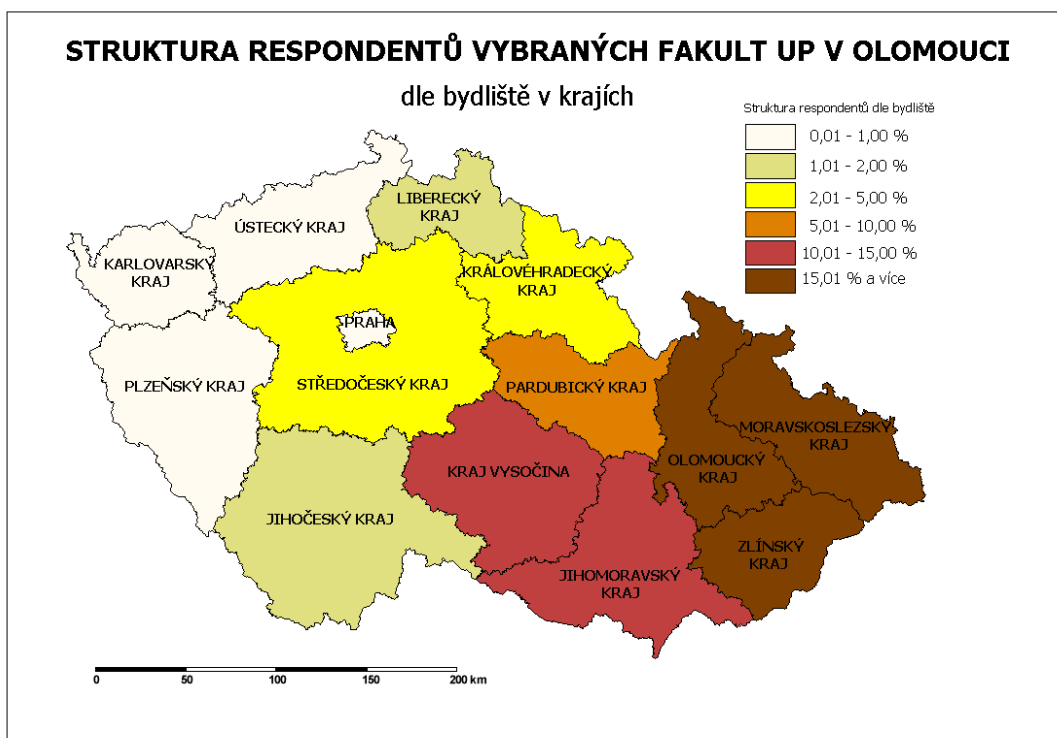 STRUKTURA RESPONDENTŮ VYBRANÝCH FAKULT UP V OLOMOUCI
dle bydliště v krajích
Struktura respondentů dle bydliště
0,01 - 1,00 %
1,01 - 2,00 %
2,01 - 5,00 %
5,01 - 10,00 %
10,01 - 15,00 %
15,01 % a více
LIBERECKÝ
KRAJ
ÚSTECKÝ KRAJ
KARLOVARSKÝ
KRAJ
KRÁLOVÉHRADECKÝ
KRAJ
PRAHA
PLZEŇSKÝ KRAJ
STŘEDOČESKÝ KRAJ
PARDUBICKÝ KRAJ
MORAVSKOSLEZSKÝ
KRAJ
OLOMOUCKÝ
KRAJ
KRAJ VYSOČINA
JIHOČESKÝ KRAJ
ZLÍNSKÝ
KRAJ
JIHOMORAVSKÝ
KRAJ
0 50 100 150 200 km